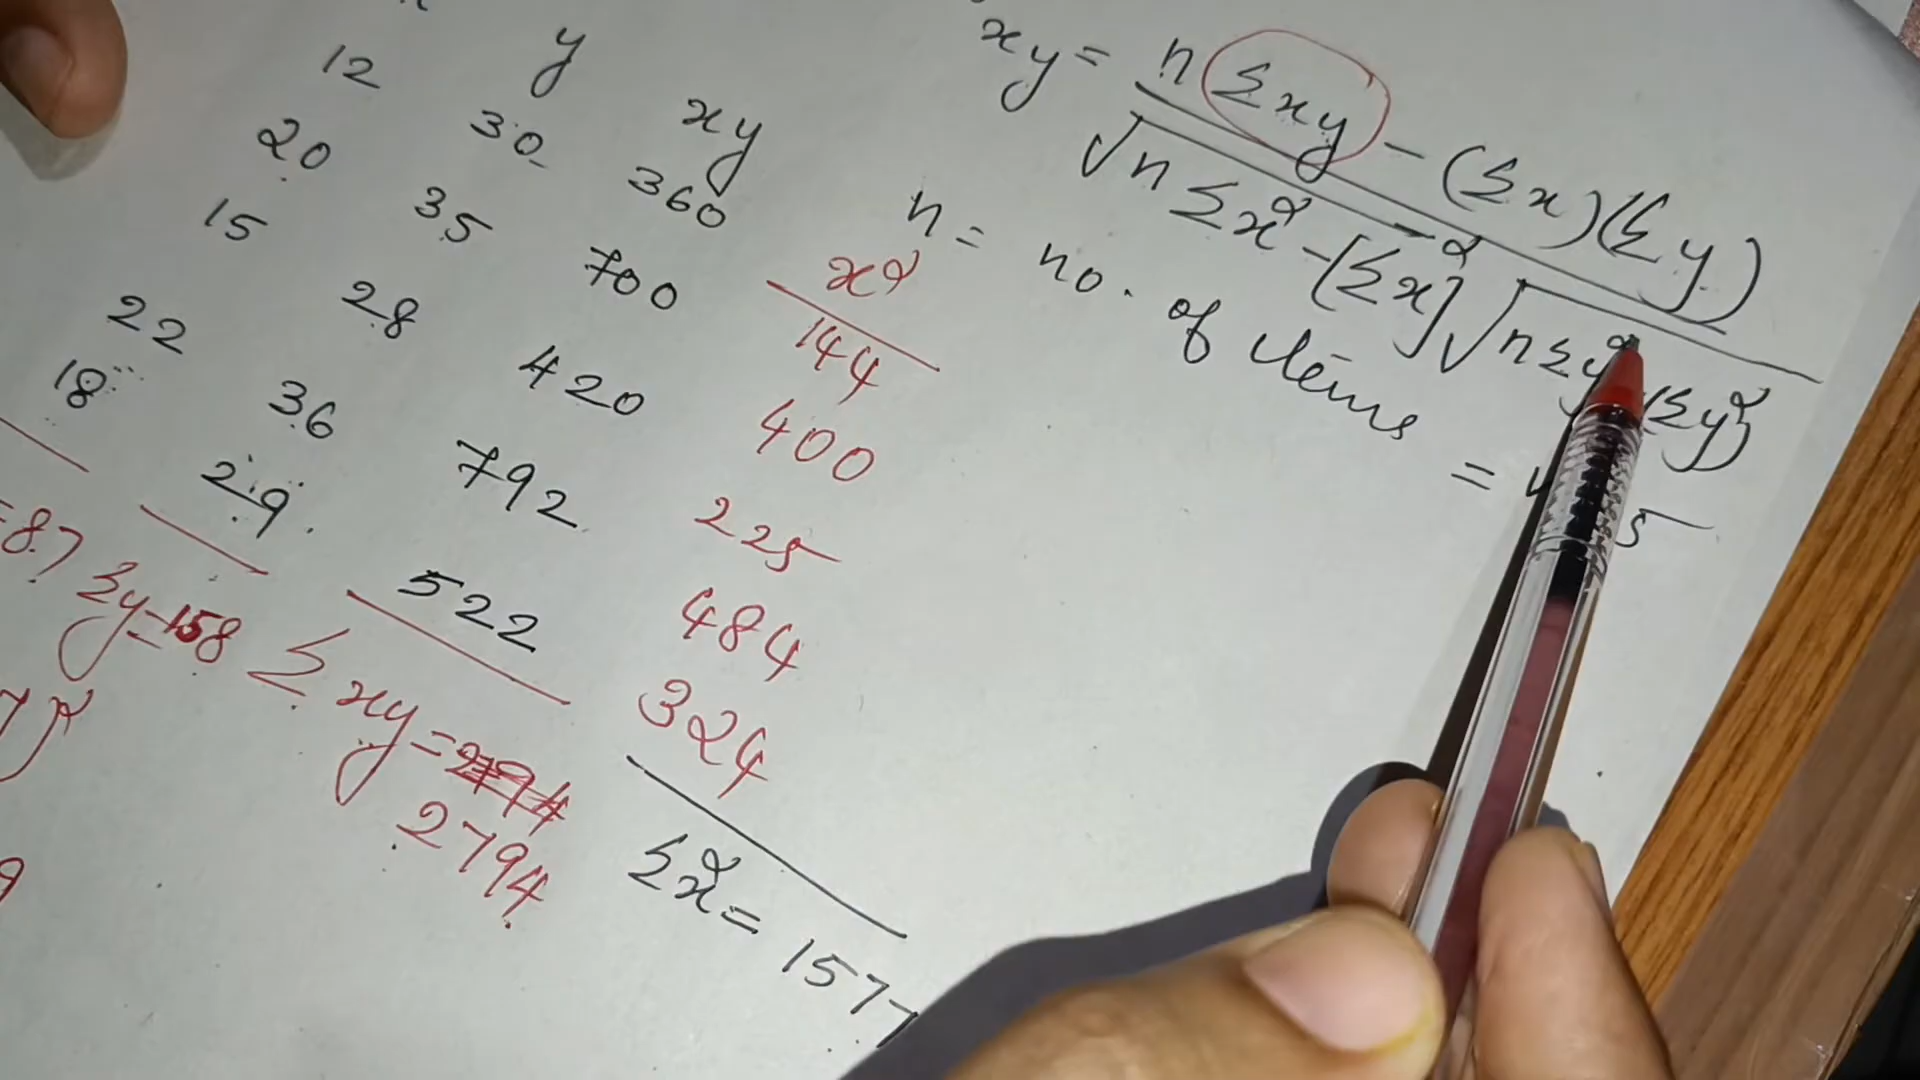 y
xy
12 30 360
20 35 700
15 28 420
22 36 792
18 29 522
=87 Σy=158 Σxy=
2794
x²
144
400
225
484
324
Σx²= 1577
xy = n Σxy - (Σx)(Σy)
√n Σx² - [Σx]² √nΣy² (Σy)²
n = no. of items
= 5